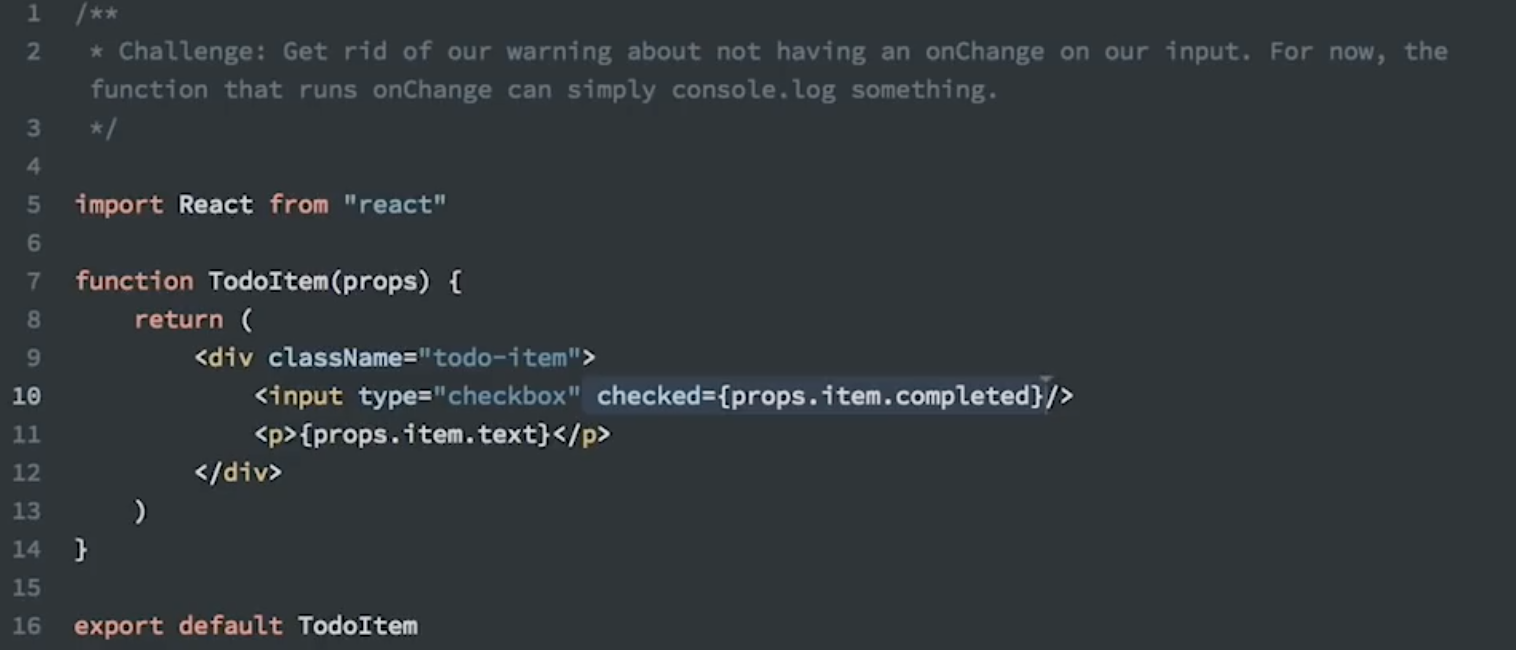 1 /**
2  * Challenge: Get rid of our warning about not having an onChange on our input. For now, the
 function that runs onChange can simply console.log something.
3  */
4
5 import React from "react"
6
7 function TodoItem(props) {
8     return (
9         <div className="todo-item">
10             <input type="checkbox" checked={props.item.completed}/>
11             <p>{props.item.text}</p>
12         </div>
13     )
14 }
15
16 export default TodoItem